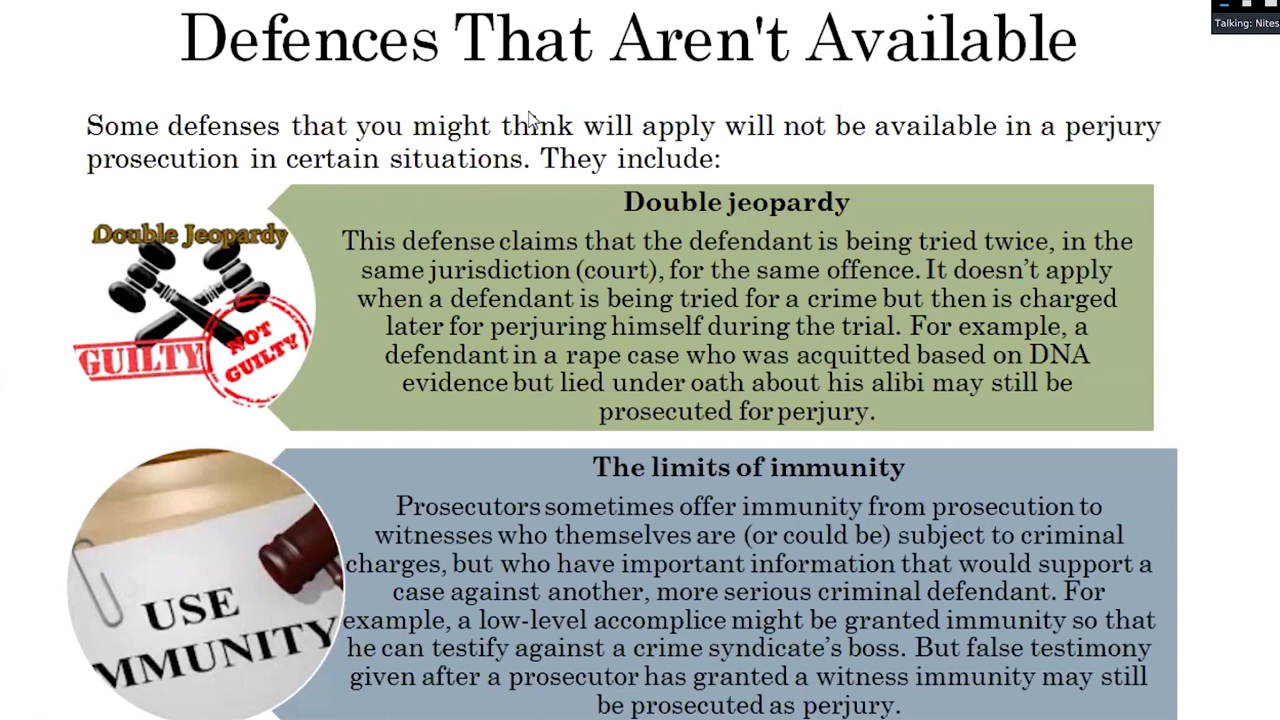 Defences That Aren't Available
Talking: Nites
Some defenses that you might think will apply will not be available in a perjury
prosecution in certain situations. They include:
Double Jeopardy
GUILTY
NOT
GUILTY
Double jeopardy
This defense claims that the defendant is being tried twice, in the
same jurisdiction (court), for the same offence. It doesn’t apply
when a defendant is being tried for a crime but then is charged
later for perjuring himself during the trial. For example, a
defendant in a rape case who was acquitted based on DNA
evidence but lied under oath about his alibi may still be
prosecuted for perjury.
USE
MMUNITY
The limits of immunity
Prosecutors sometimes offer immunity from prosecution to
witnesses who themselves are (or could be) subject to criminal
charges, but who have important information that would support a
case against another, more serious criminal defendant. For
example, a low-level accomplice might be granted immunity so that
he can testify against a crime syndicate’s boss. But false testimony
given after a prosecutor has granted a witness immunity may still
be prosecuted as perjury.